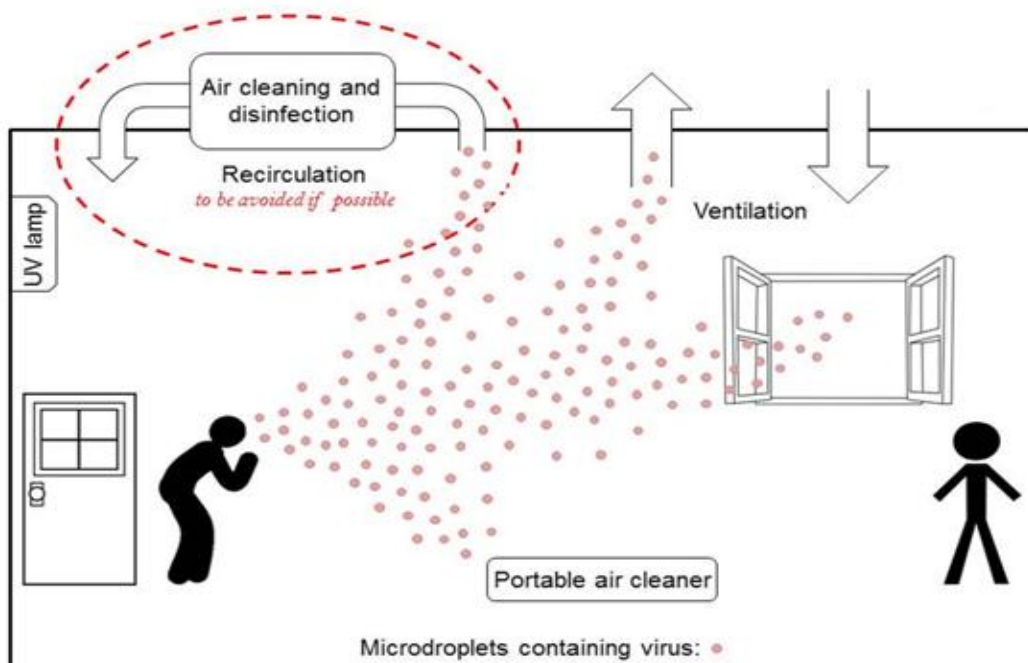 Air cleaning and
disinfection
Recirculation
to be avoided if possible
Ventilation
UV lamp
Portable air cleaner
Microdroplets containing virus: